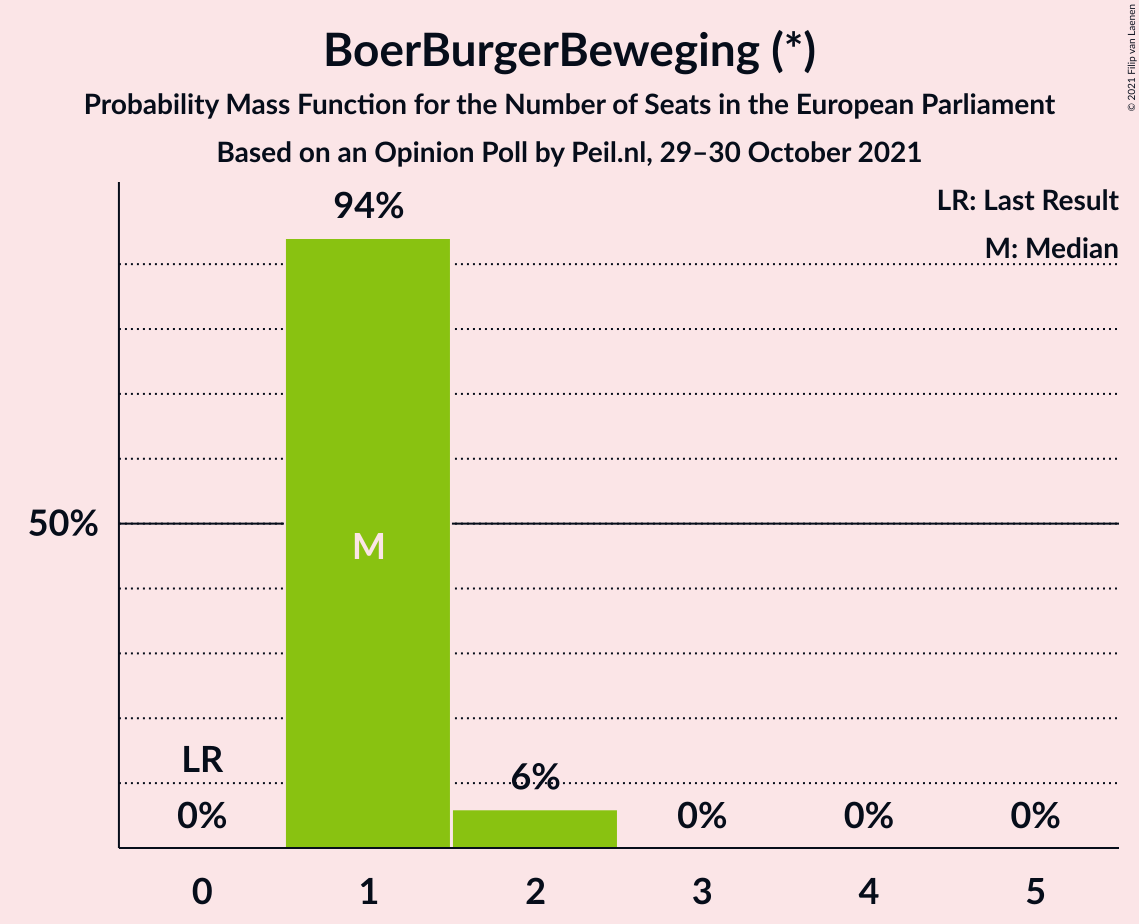 BoerBurgerBeweging (*)
Probability Mass Function for the Number of Seats in the European Parliament
Based on an Opinion Poll by Peil.nl, 29–30 October 2021
© 2021 Filip van Laenen
LR: Last Result
M: Median
94%
50%
M
LR
0%
6%
0%
0%
0%
0 1 2 3 4 5